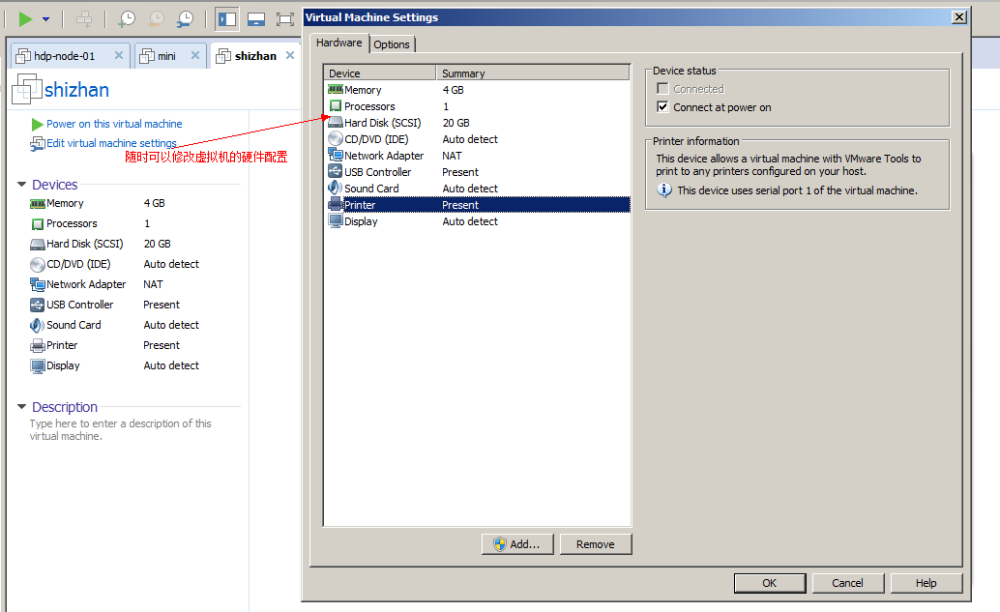 hdp-node-01
mini
shizhan
shizhan
Power on this virtual machine
Edit virtual machine settings
随时可以修改虚拟机的硬件配置
Devices
Memory 4 GB
Processors 1
Hard Disk (SCSI) 20 GB
CD/DVD (IDE) Auto detect
Network Adapter NAT
USB Controller Present
Sound Card Auto detect
Printer Present
Display Auto detect
Description
Type here to enter a description of this
virtual machine.
Virtual Machine Settings
Hardware Options
Device Summary
Memory 4 GB
Processors 1
Hard Disk (SCSI) 20 GB
CD/DVD (IDE) Auto detect
Network Adapter NAT
USB Controller Present
Sound Card Auto detect
Printer Present
Display Auto detect
Add... Remove
Device status
Connected
Connect at power on
Printer information
This device allows a virtual machine with VMware Tools to
print to any printers configured on your host.
This device uses serial port 1 of the virtual machine.
OK Cancel Help